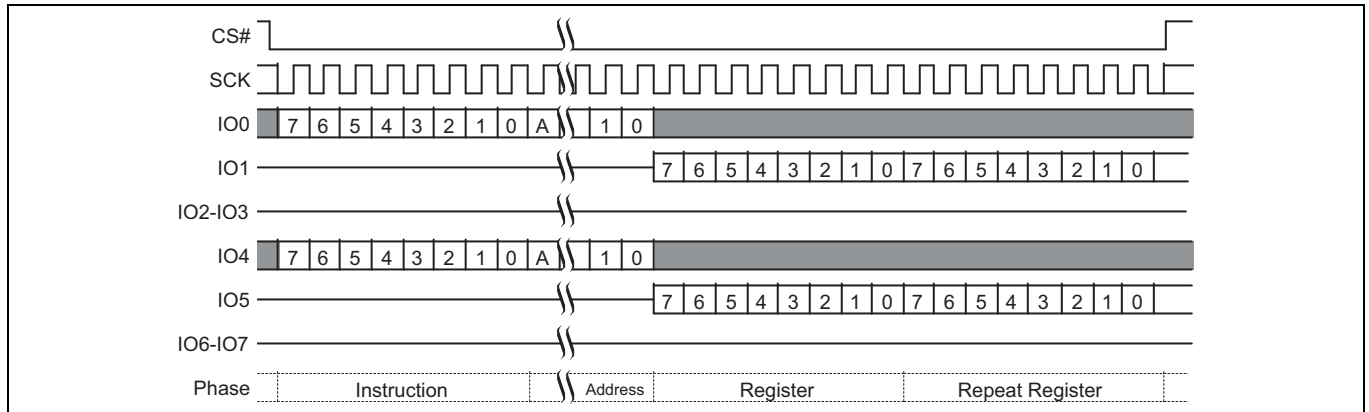 CS#
SCK
IO0 7 6 5 4 3 2 1 0 A 1 0
IO1 7 6 5 4 3 2 1 0 7 6 5 4 3 2 1 0
IO2-IO3
IO4 7 6 5 4 3 2 1 0 A 1 0
IO5 7 6 5 4 3 2 1 0 7 6 5 4 3 2 1 0
IO6-IO7
Phase Instruction Address Register Repeat Register